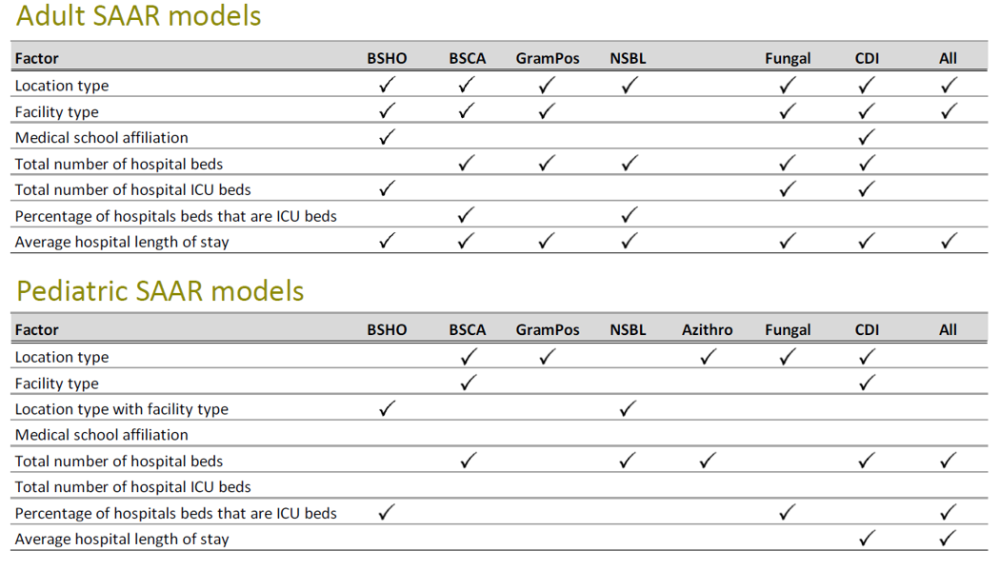 Adult SAAR models
Factor BSHO BSCA GramPos NSBL Fungal CDI All
Location type ✓ ✓ ✓ ✓ ✓ ✓ ✓
Facility type ✓ ✓ ✓ ✓ ✓ ✓
Medical school affiliation ✓ ✓
Total number of hospital beds ✓ ✓ ✓ ✓ ✓
Total number of hospital ICU beds ✓ ✓ ✓
Percentage of hospitals beds that are ICU beds ✓ ✓
Average hospital length of stay ✓ ✓ ✓ ✓ ✓ ✓ ✓
Pediatric SAAR models
Factor BSHO BSCA GramPos NSBL Azithro Fungal CDI All
Location type ✓ ✓ ✓ ✓ ✓
Facility type ✓ ✓
Location type with facility type ✓ ✓
Medical school affiliation
Total number of hospital beds ✓ ✓ ✓ ✓ ✓
Total number of hospital ICU beds
Percentage of hospitals beds that are ICU beds ✓ ✓ ✓
Average hospital length of stay ✓ ✓